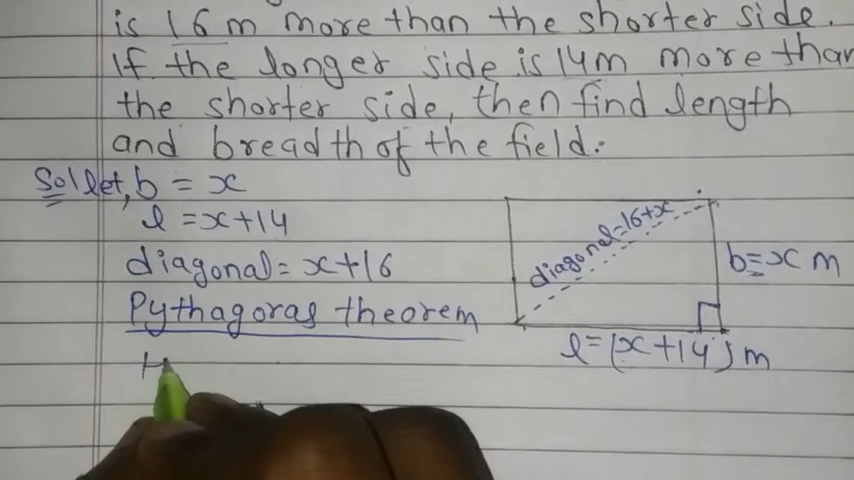 is 16 m more than the shorter side.
If the longer side is 14m more than
the shorter side, then find length
and breadth of the field.
Sol let, b = x
l = x+14
diagonal = x+16
Pythagoras theorem
H
diagonal = 16+x
b = x m
l = (x+14) m